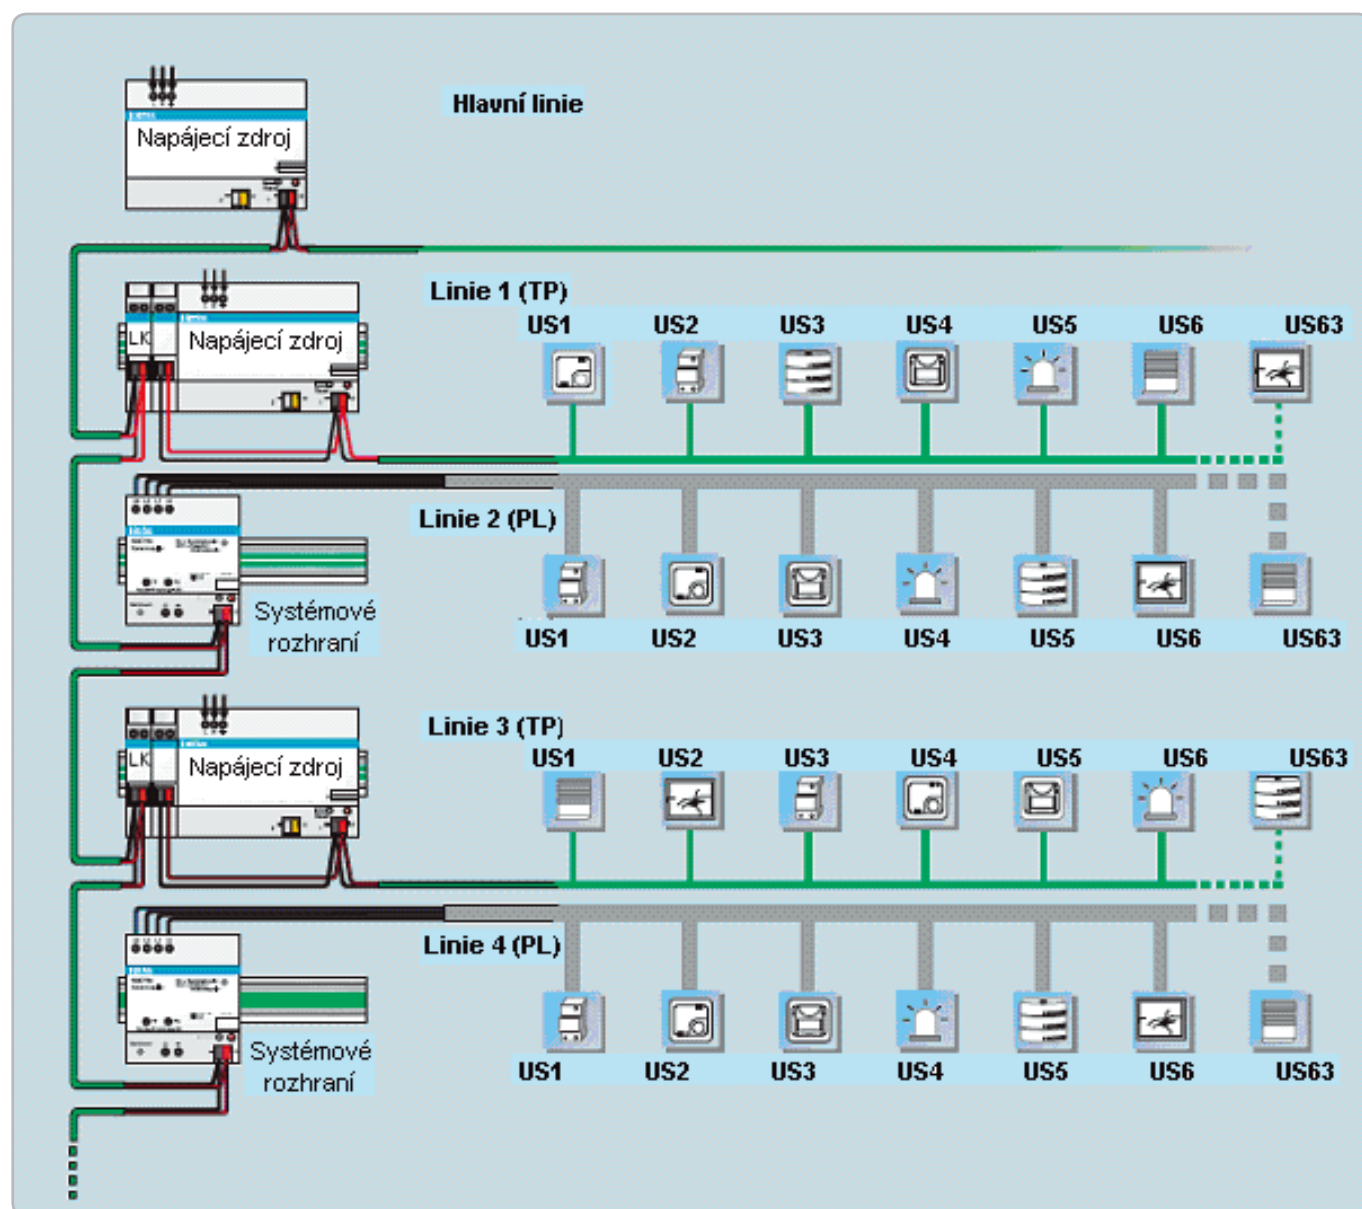 Hlavní linie
Napájecí zdroj
Linie 1 (TP)
US1 US2 US3 US4 US5 US6 US63
LK
Napájecí zdroj
Linie 2 (PL)
Systémové
rozhraní
US1 US2 US3 US4 US5 US6 US63
Linie 3 (TP)
US1 US2 US3 US4 US5 US6 US63
LK
Napájecí zdroj
Linie 4 (PL)
Systémové
rozhraní
US1 US2 US3 US4 US5 US6 US63